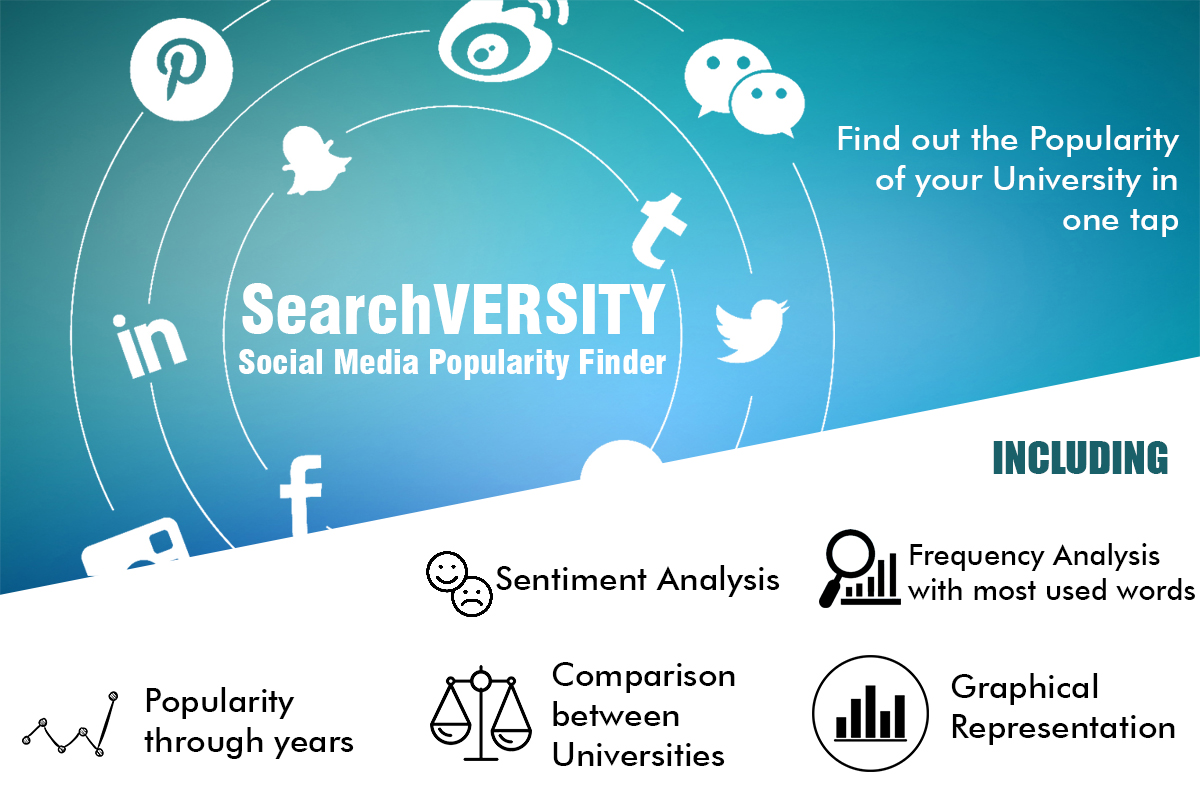 Find out the Popularity
of your University in
one tap
SearchVERSITY
Social Media Popularity Finder
INCLUDING
Sentiment Analysis
Frequency Analysis
with most used words
Popularity
through years
Comparison
between
Universities
Graphical
Representation